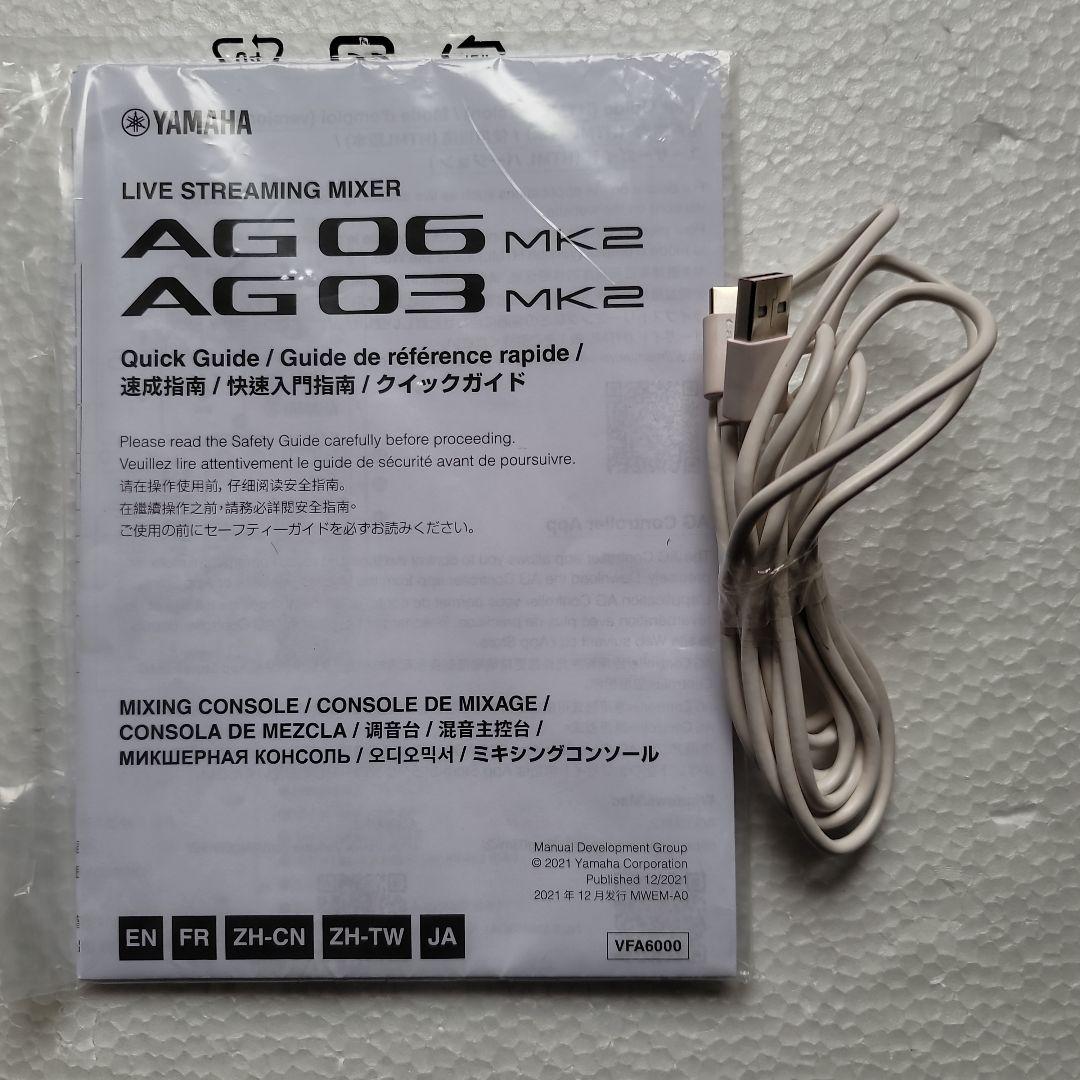 YAMAHA
LIVE STREAMING MIXER
AG06 MK2
AG03 MK2
Quick Guide / Guide de référence rapide /
速成指南 / 快速入門指南 / クイックガイド
Please read the Safety Guide carefully before proceeding.
Veuillez lire attentivement le guide de sécurité avant de poursuivre.
请在操作使用前，仔细阅读安全指南。
在繼續操作之前，請務必詳閱安全指南。
ご使用の前にセーフティーガイドを必ずお読みください。
MIXING CONSOLE / CONSOLE DE MIXAGE /
CONSOLA DE MEZCLA / 调音台 / 混音主控台 /
МИКШЕРНАЯ КОНСОЛЬ / 오디오믹서 / ミキシングコンソール
Manual Development Group
© 2021 Yamaha Corporation
Published 12/2021
2021 年 12 月发行 MWEM-A0
EN FR ZH-CN ZH-TW JA
VFA6000